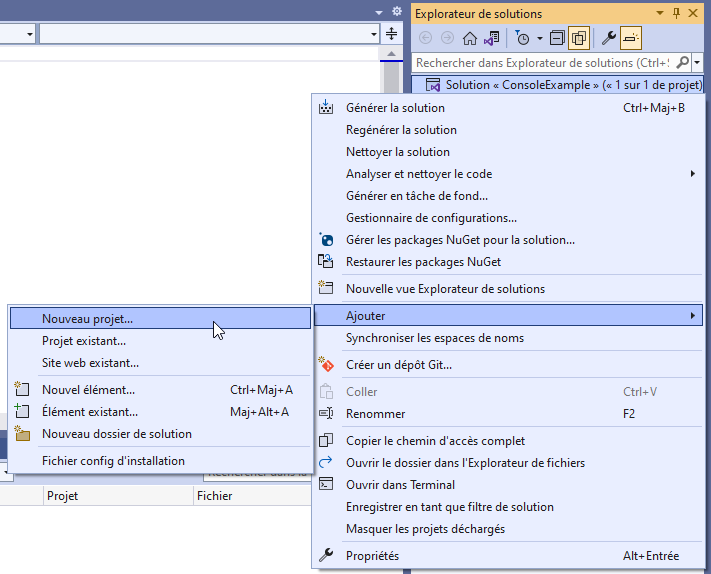 Explorateur de solutions
Rechercher dans Explorateur de solutions (Ctrl+
Solution « ConsoleExample » (« 1 sur 1 de projet)
Générer la solution Ctrl+Maj+B
Regénérer la solution
Nettoyer la solution
Analyser et nettoyer le code
Générer en tâche de fond...
Gestionnaire de configurations...
Gérer les packages NuGet pour la solution...
Restaurer les packages NuGet
Nouvelle vue Explorateur de solutions
Ajouter
Synchroniser les espaces de noms
Créer un dépôt Git...
Coller Ctrl+V
Renommer F2
Copier le chemin d'accès complet
Ouvrir le dossier dans l'Explorateur de fichiers
Ouvrir dans Terminal
Enregistrer en tant que filtre de solution
Masquer les projets déchargés
Propriétés Alt+Entrée
Nouveau projet...
Projet existant...
Site web existant...
Nouvel élément... Ctrl+Maj+A
Élément existant... Maj+Alt+A
Nouveau dossier de solution
Fichier config d'installation
Projet Fichier